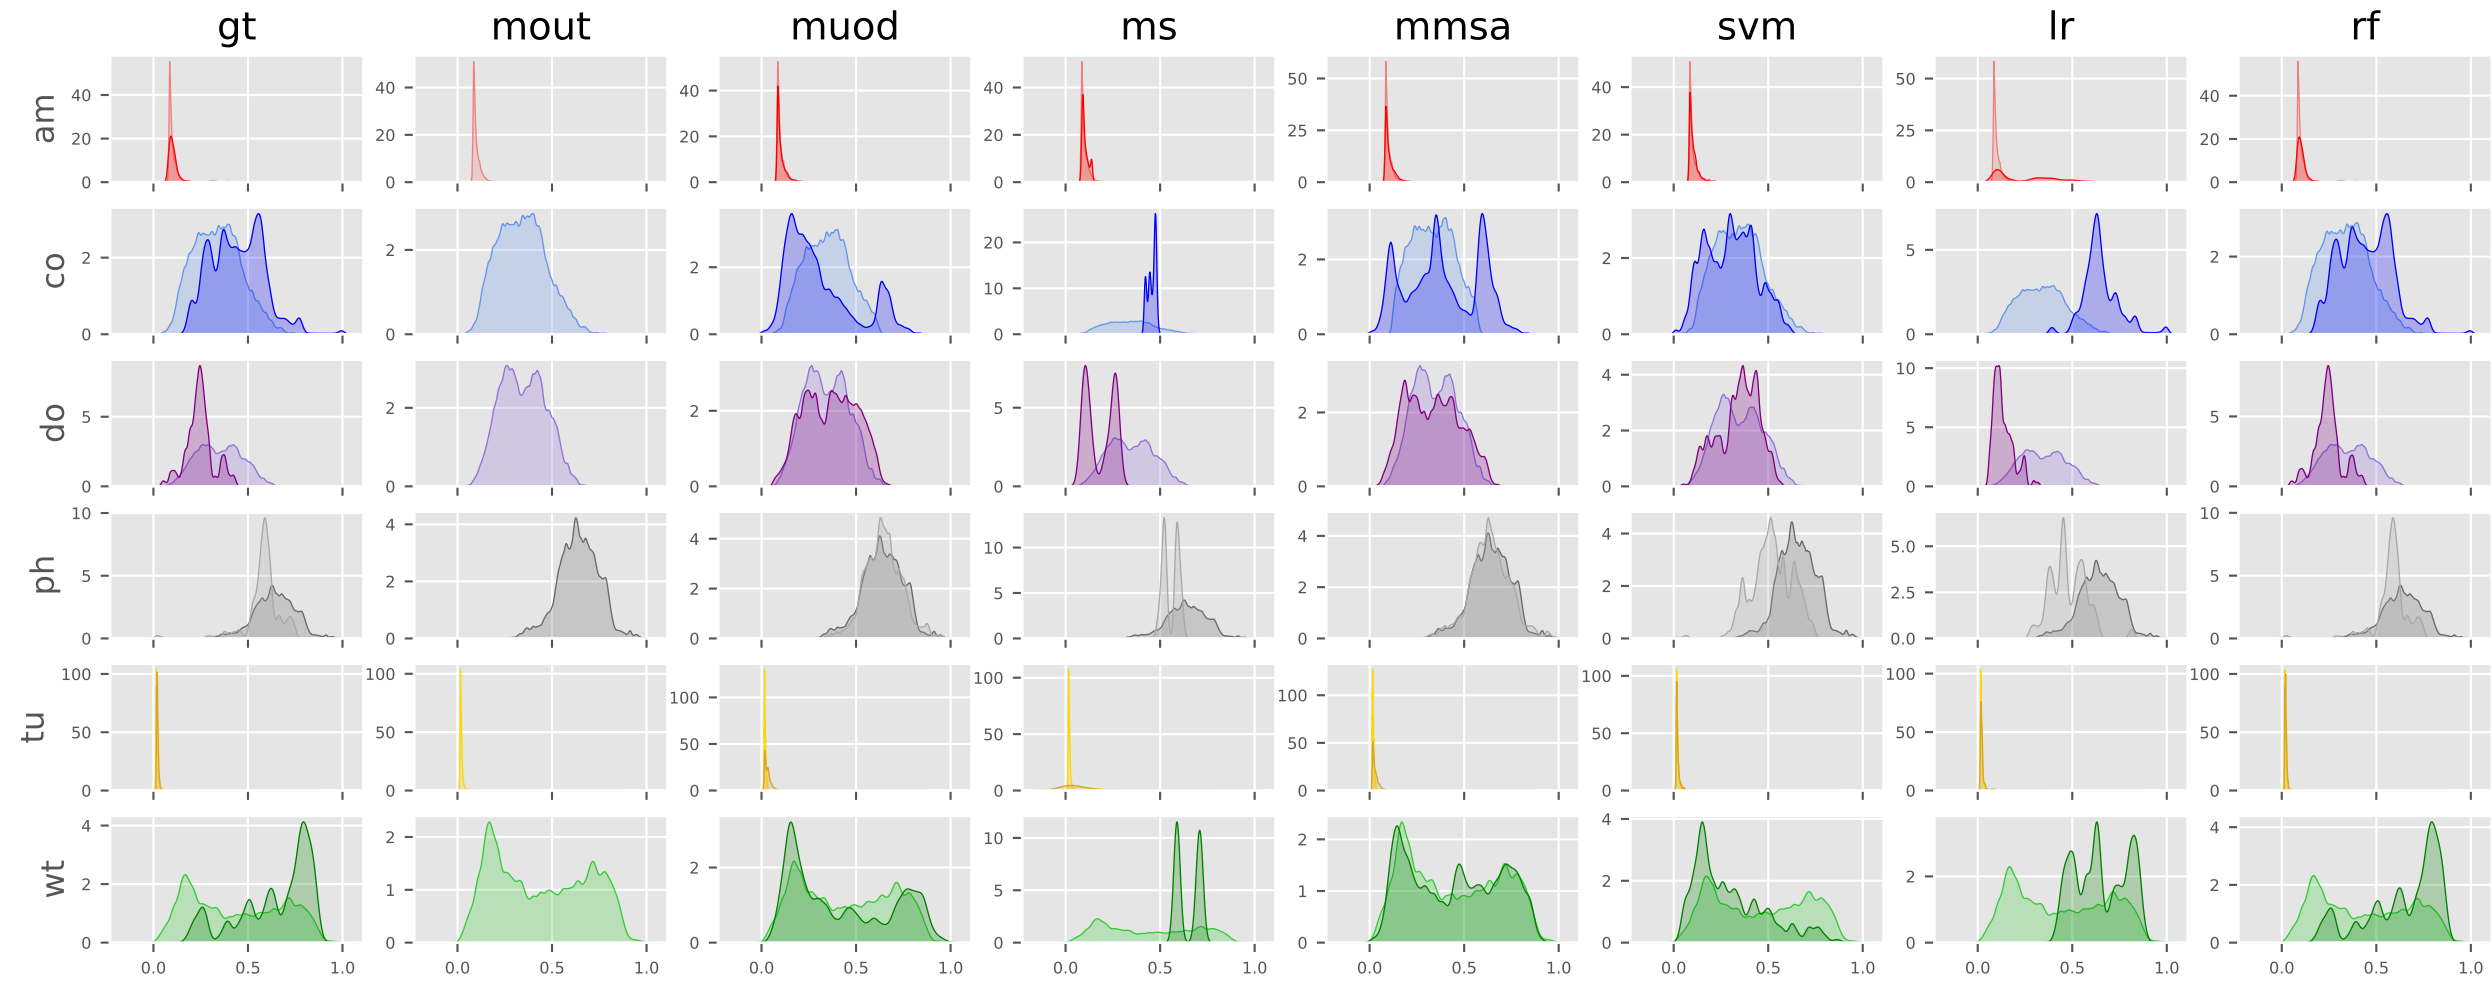 gt mout muod ms mmsa svm lr rf
am
40 40 40 40 50 40 50 40
20 20 20 20 25 20 25 20
0 0 0 0 0 0 0 0
co
2 2 2 20 2 2 5 2
10
0 0 0 0 0 0 0 0
do
5 2 2 5 4 4 10 5
2 2 5
0 0 0 0 0 0 0 0
ph
10 4 4 10 4 4 5.0 10
5 2 2 5 2 2 2.5 5
0 0 0 0 0 0 0.0 0
tu
100 100 100 100 100 100 100 100
50 50 50 50 50 50 50 50
0 0 0 0 0 0 0 0
wt
4 2 2 10 2 4 2 4
2 1 5 1 2 2
0 0 0 0 0 0 0 0
0.0 0.5 1.0 0.0 0.5 1.0 0.0 0.5 1.0 0.0 0.5 1.0 0.0 0.5 1.0 0.0 0.5 1.0 0.0 0.5 1.0 0.0 0.5 1.0